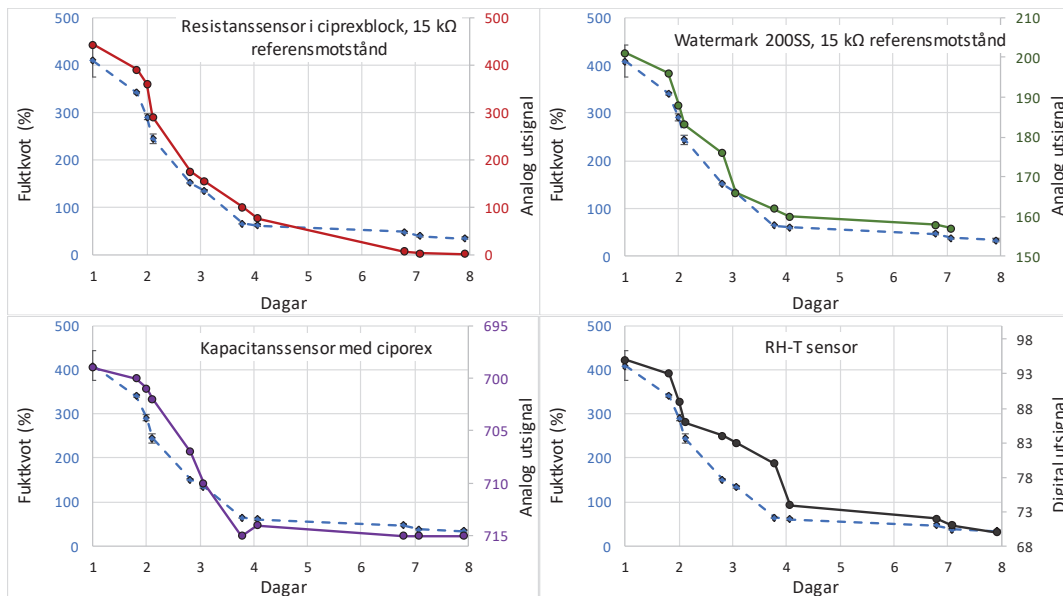 Resistanssensor i ciprexblock, 15 kΩ
referensmotstånd
500
400
300
200
100
0
Fuktkvot (%)
500
400
300
200
100
0
Analog utsignal
1 2 3 4 5 6 7 8
Dagar
Watermark 200SS, 15 kΩ referensmotstånd
500
400
300
200
100
0
Fuktkvot (%)
210
200
190
180
170
160
150
Analog utsignal
1 2 3 4 5 6 7 8
Dagar
Kapacitanssensor med ciporex
500
400
300
200
100
0
Fuktkvot (%)
695
700
705
710
715
Analog utsignal
1 2 3 4 5 6 7 8
Dagar
RH-T sensor
500
400
300
200
100
0
Fuktkvot (%)
98
93
88
83
78
73
68
Digital utsignal
1 2 3 4 5 6 7 8
Dagar